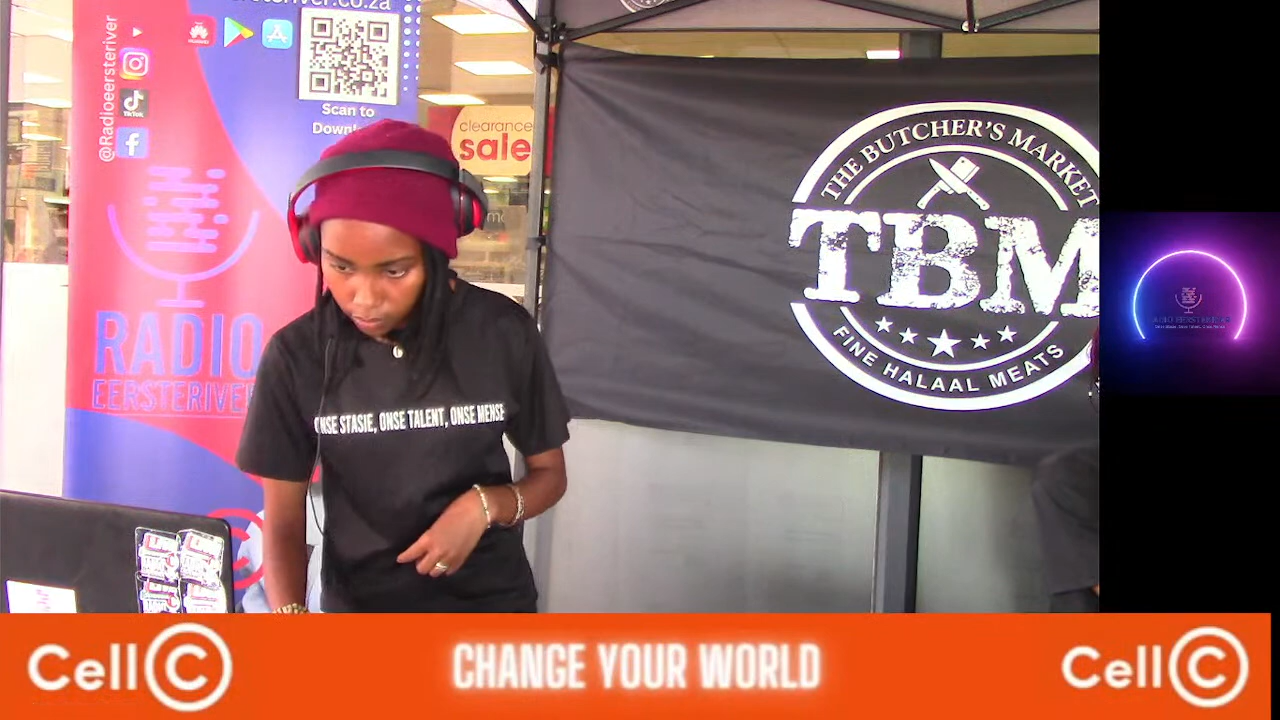 @Radioeersteriver
TikTok
Scan to
RADIO
EERSTERIVER
clearance
sale
THE BUTCHER'S MARKET
TBM
FINE HALAAL MEATS
ONSE STASIE, ONSE TALENT, ONSE MENSE
Cell C
CHANGE YOUR WORLD
Cell C